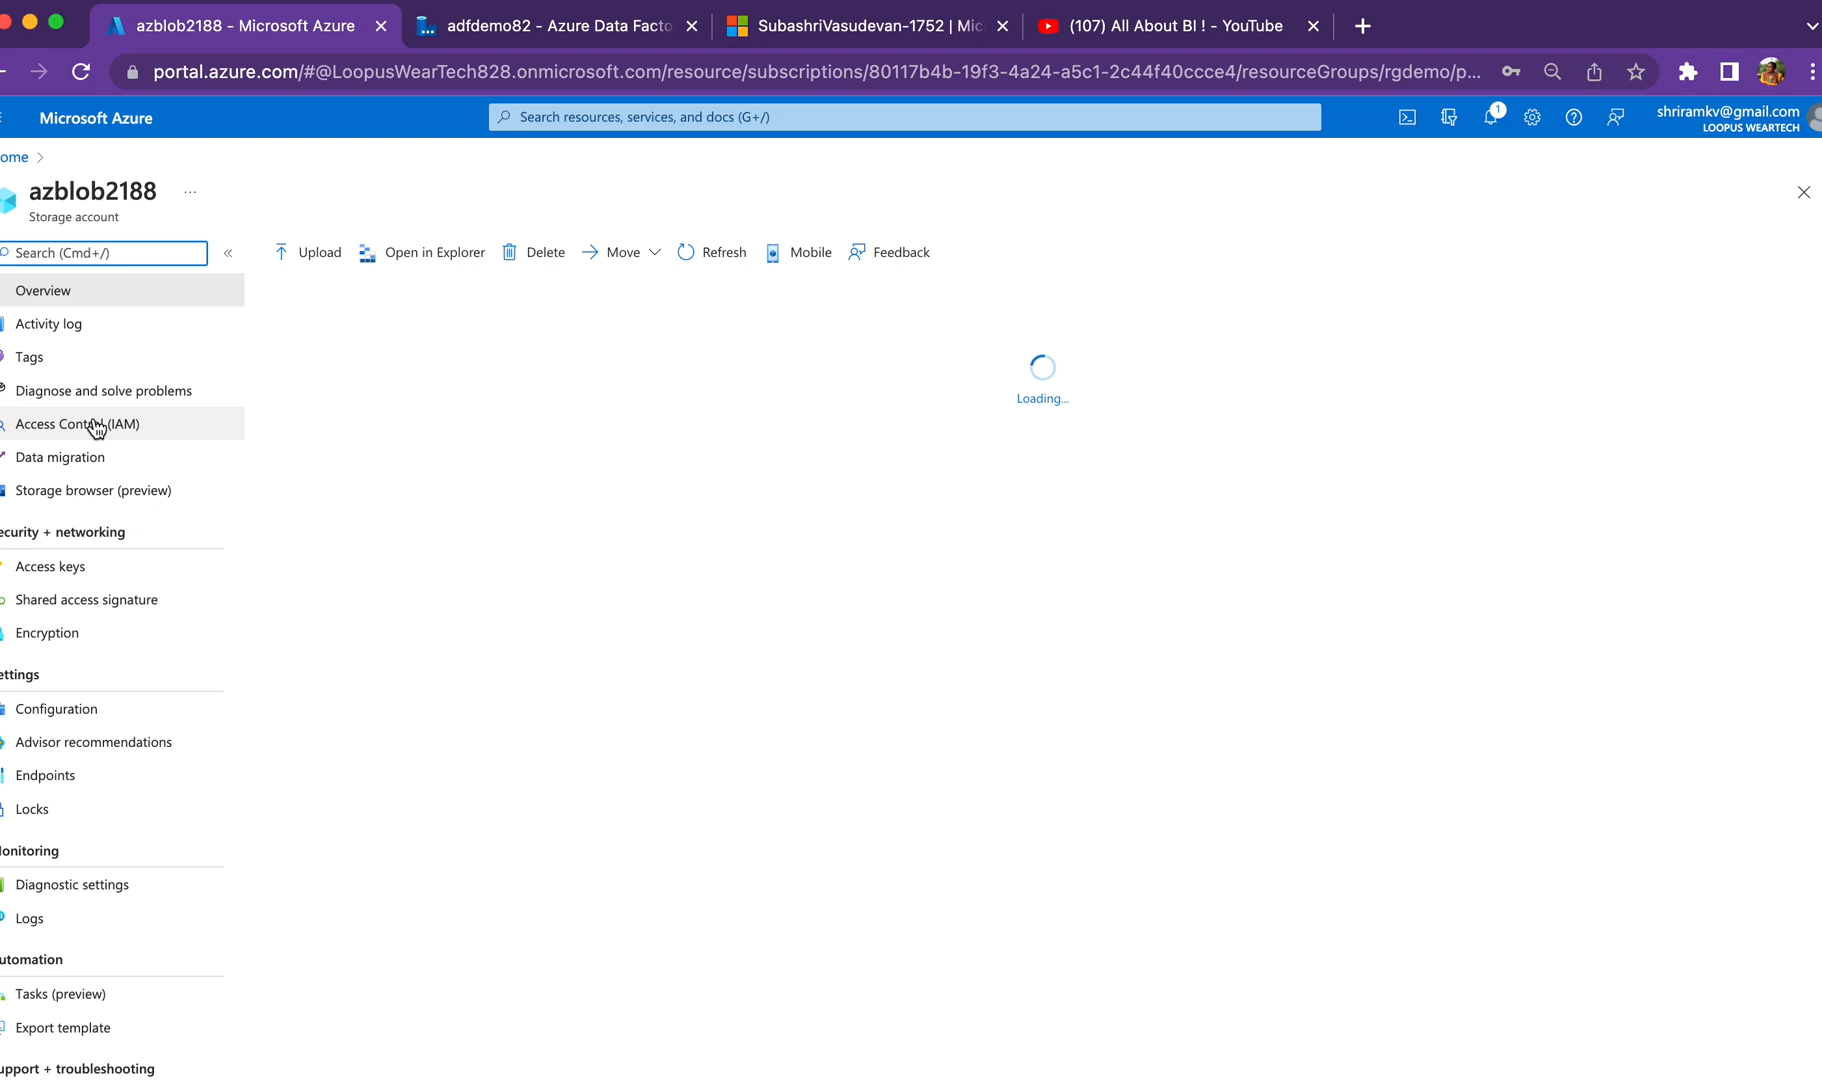 azblob2188 - Microsoft Azure
adfdemo82 - Azure Data Facto
SubashriVasudevan-1752 | Mic
(107) All About BI ! - YouTube
portal.azure.com/#@LoopusWearTech828.onmicrosoft.com/resource/subscriptions/80117b4b-19f3-4a24-a5c1-2c44f40ccce4/resourceGroups/rgdemo/p...
Microsoft Azure
Search resources, services, and docs (G+/)
1
shriramkv@gmail.com
LOOPUS WEARTECH
ome >
azblob2188 ...
Storage account
Search (Cmd+/) «
Upload Open in Explorer Delete Move Refresh Mobile Feedback
Overview
Activity log
Tags
Diagnose and solve problems
Access Control (IAM)
Data migration
Storage browser (preview)
Loading...
ecurity + networking
Access keys
Shared access signature
Encryption
ettings
Configuration
Advisor recommendations
Endpoints
Locks
onitoring
Diagnostic settings
Logs
utomation
Tasks (preview)
Export template
upport + troubleshooting